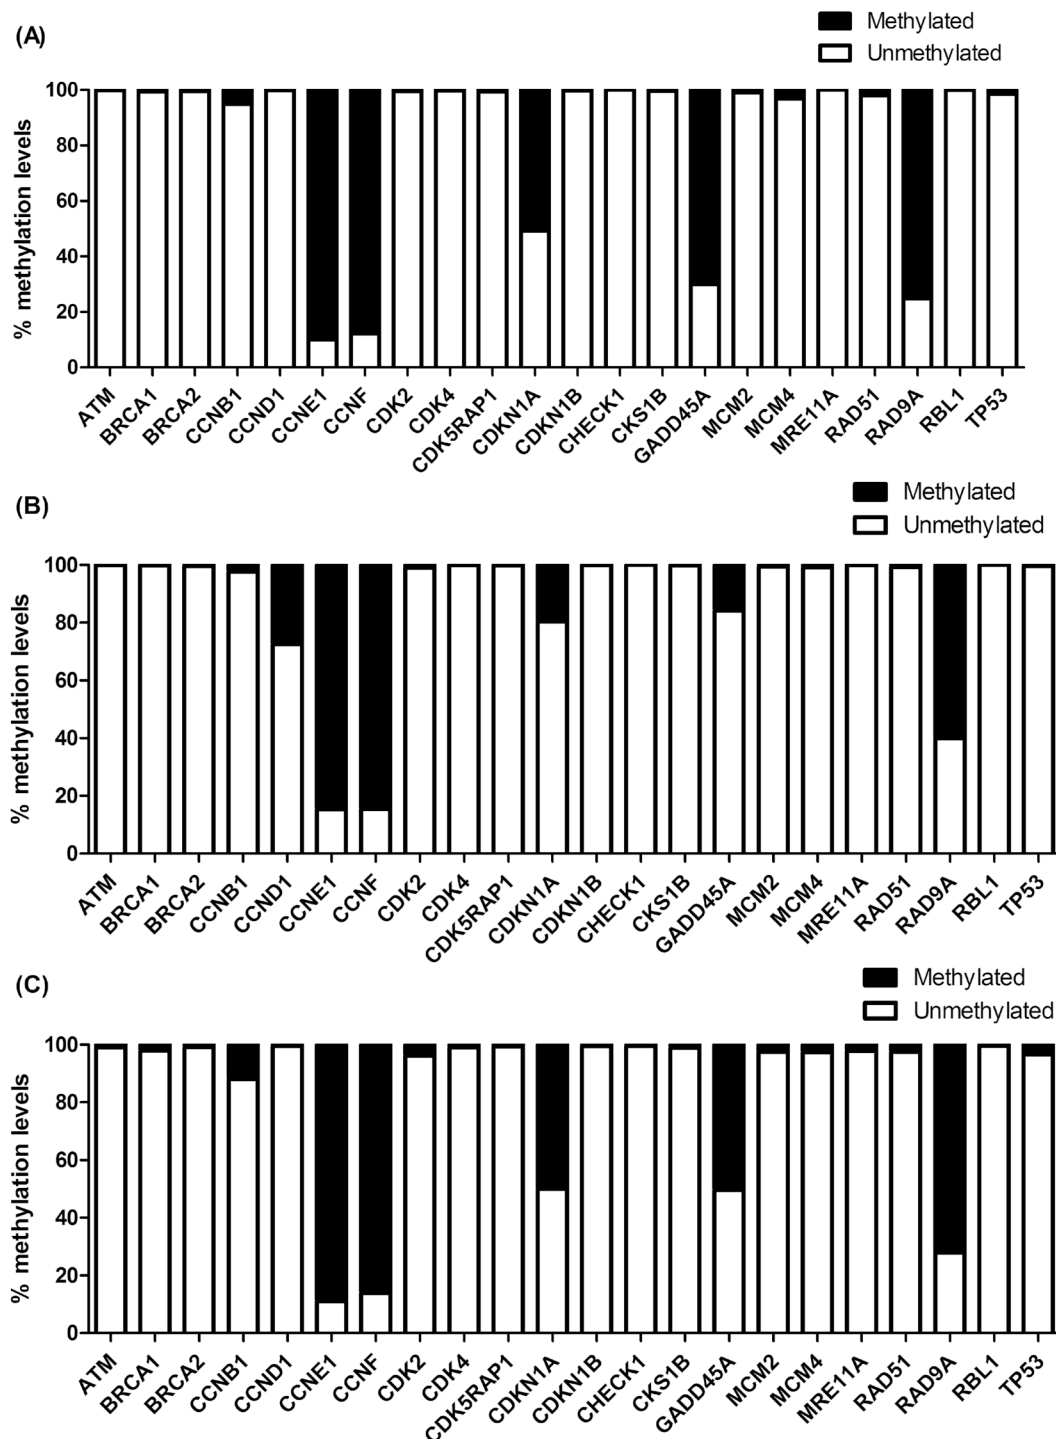 (A)
Methylated
Unmethylated
% methylation levels
100
80
60
40
20
0
ATM BRCA1 BRCA2 CCNB1 CCND1 CCNE1 CCNF CDK2 CDK4 CDK5RAP1 CDKN1A CDKN1B CHECK1 CKS1B GADD45A MCM2 MCM4 MRE11A RAD51 RAD9A RBL1 TP53
(B)
Methylated
Unmethylated
% methylation levels
100
80
60
40
20
0
ATM BRCA1 BRCA2 CCNB1 CCND1 CCNE1 CCNF CDK2 CDK4 CDK5RAP1 CDKN1A CDKN1B CHECK1 CKS1B GADD45A MCM2 MCM4 MRE11A RAD51 RAD9A RBL1 TP53
(C)
Methylated
Unmethylated
% methylation levels
100
80
60
40
20
0
ATM BRCA1 BRCA2 CCNB1 CCND1 CCNE1 CCNF CDK2 CDK4 CDK5RAP1 CDKN1A CDKN1B CHECK1 CKS1B GADD45A MCM2 MCM4 MRE11A RAD51 RAD9A RBL1 TP53